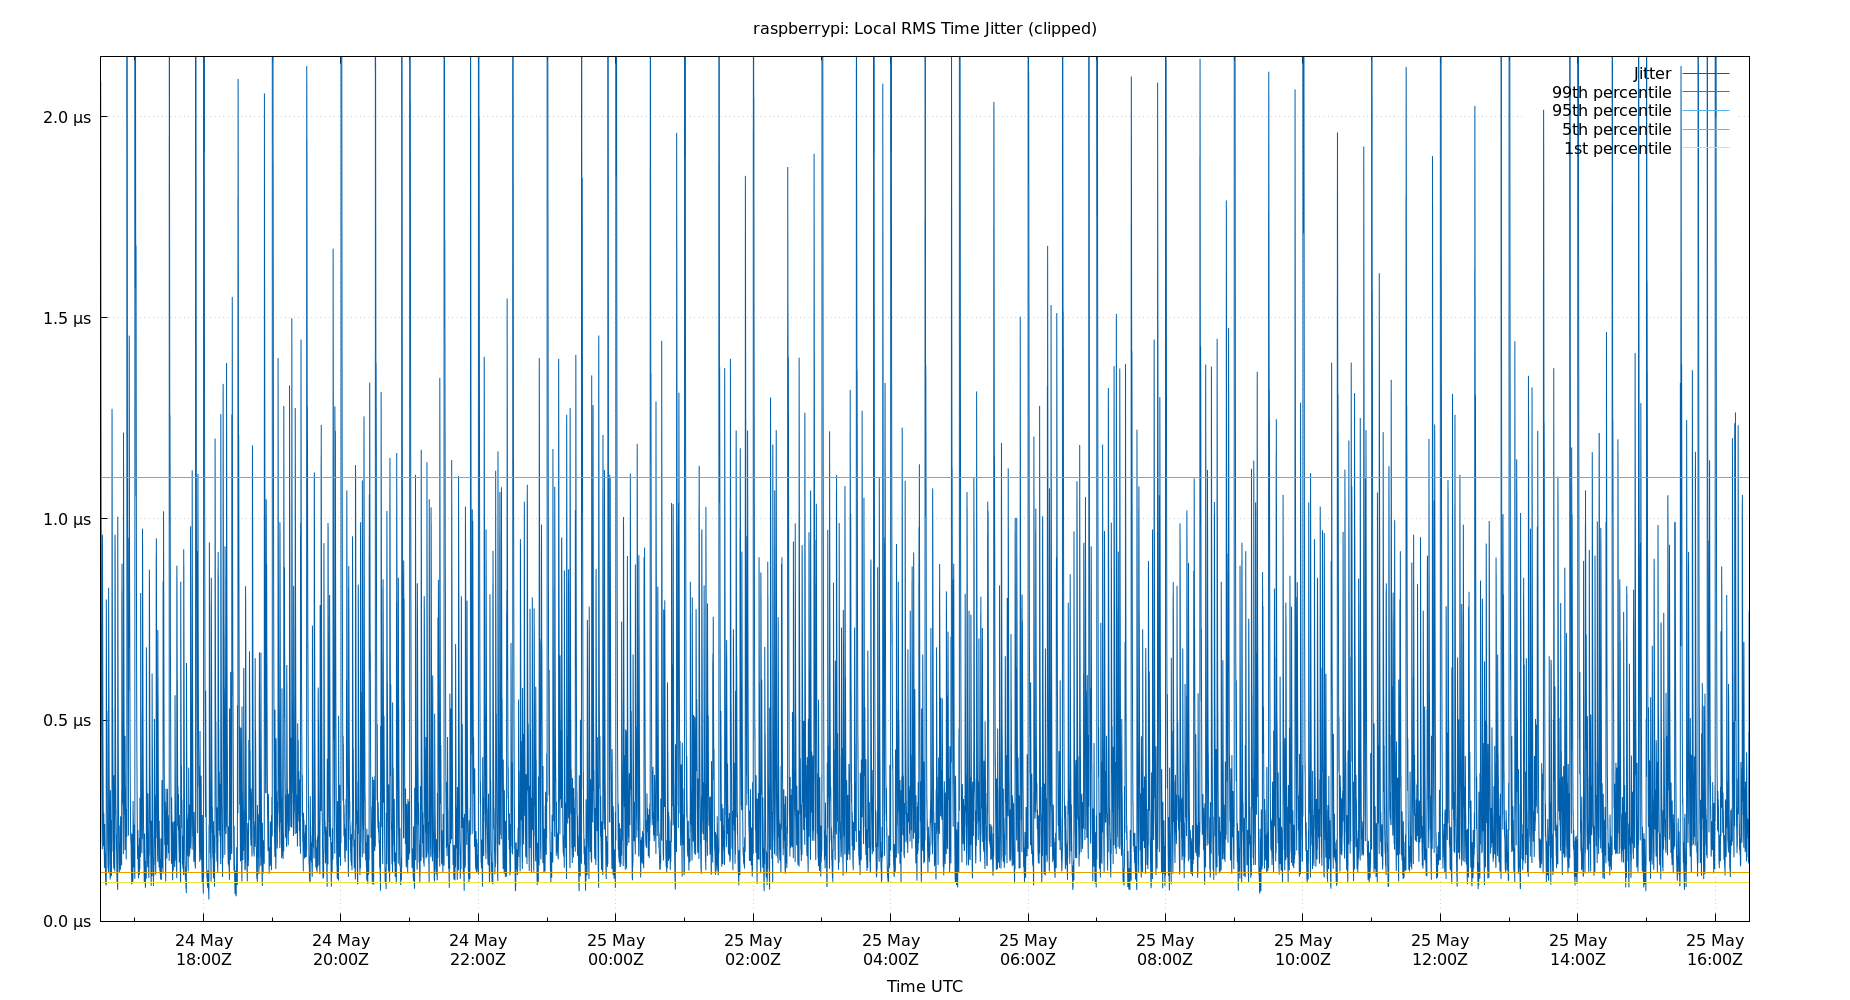 raspberrypi: Local RMS Time Jitter (clipped)
Jitter
99th percentile
95th percentile
5th percentile
1st percentile
2.0 μs
1.5 μs
1.0 μs
0.5 μs
0.0 μs
24 May 24 May 24 May 25 May 25 May 25 May 25 May 25 May 25 May 25 May 25 May 25 May
18:00Z 20:00Z 22:00Z 00:00Z 02:00Z 04:00Z 06:00Z 08:00Z 10:00Z 12:00Z 14:00Z 16:00Z
Time UTC